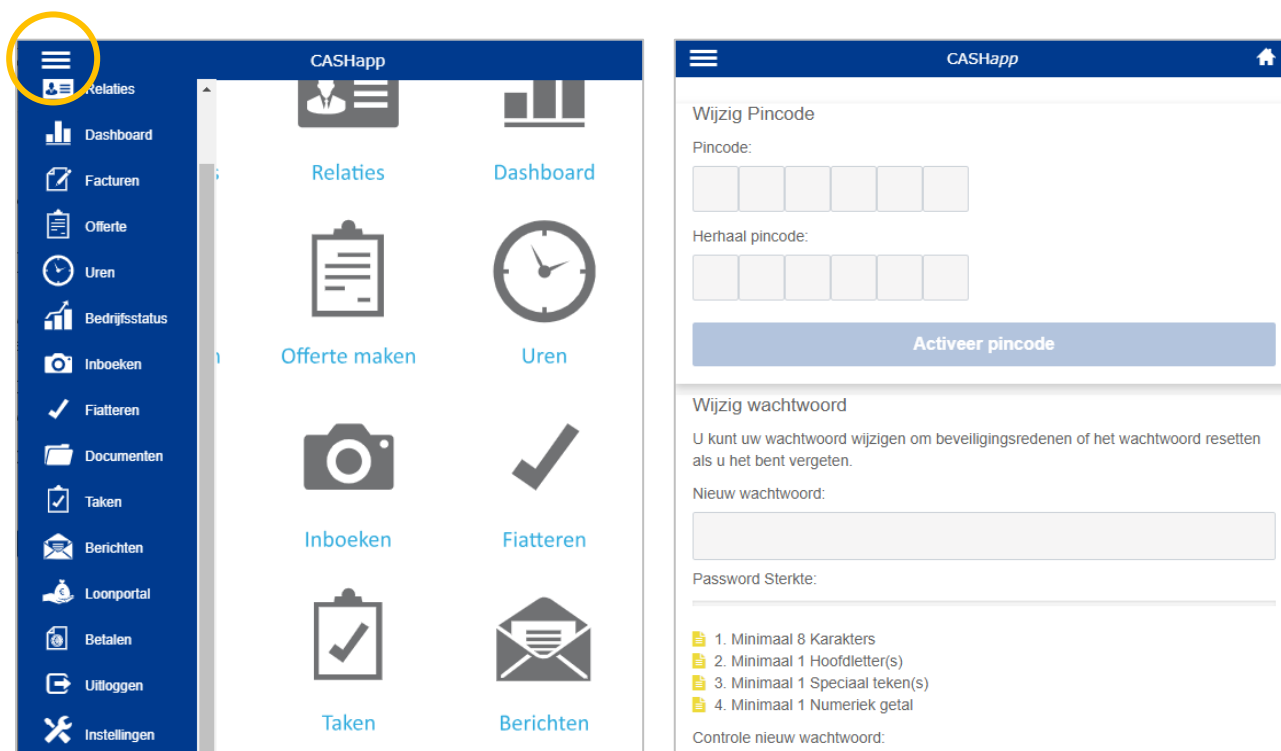 CASHapp
Relaties
Dashboard
Facturen
Offerte
Uren
Bedrijfsstatus
Inboeken
Fiatteren
Documenten
Taken
Berichten
Loonportal
Betalen
Uitloggen
Instellingen
Relaties
Dashboard
Offerte maken
Uren
Inboeken
Fiatteren
Taken
Berichten
CASHapp
Wijzig Pincode
Pincode:
Herhaal pincode:
Activeer pincode
Wijzig wachtwoord
U kunt uw wachtwoord wijzigen om beveiligingsredenen of het wachtwoord resetten
als u het bent vergeten.
Nieuw wachtwoord:
Password Sterkte:
1. Minimaal 8 Karakters
2. Minimaal 1 Hoofdletter(s)
3. Minimaal 1 Speciaal teken(s)
4. Minimaal 1 Numeriek getal
Controle nieuw wachtwoord: